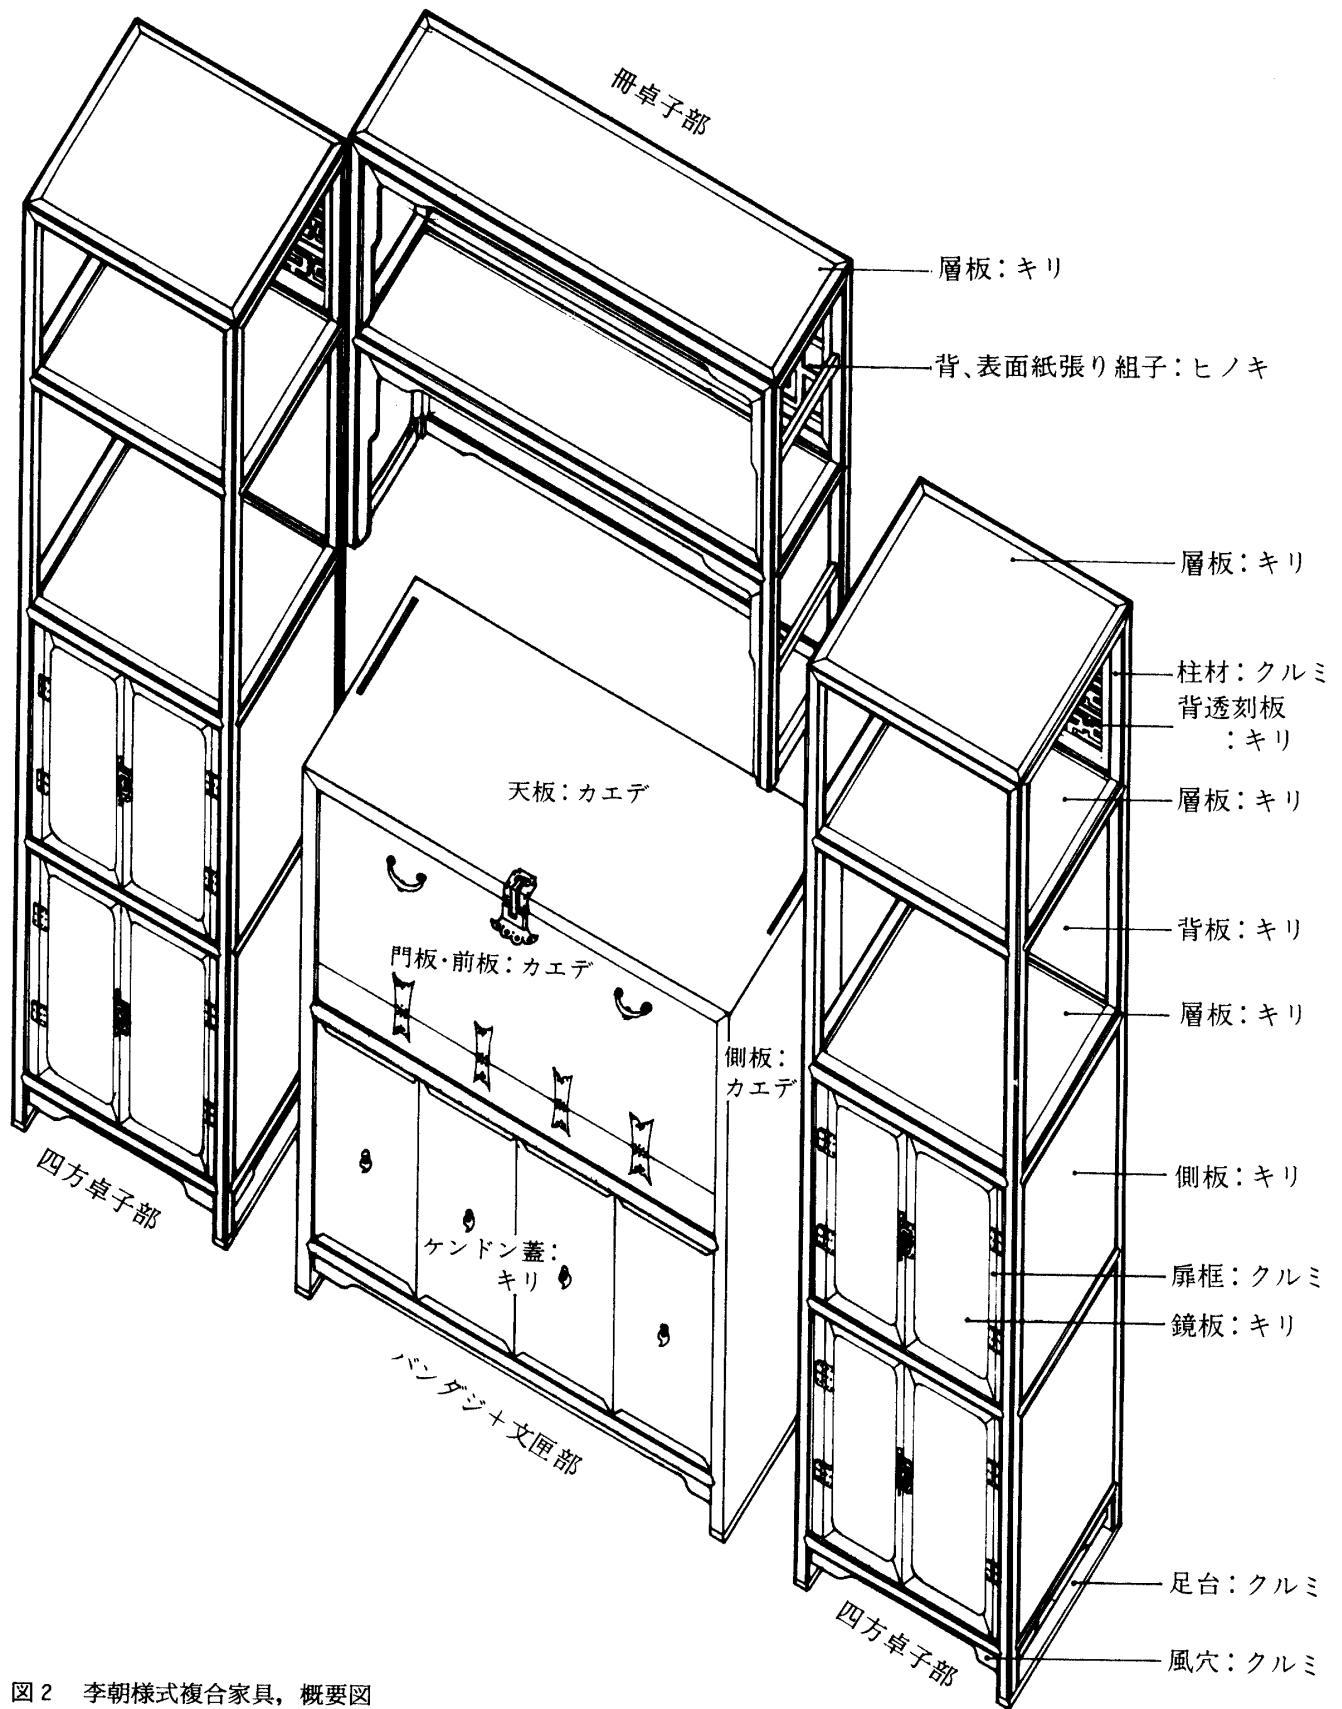 冊卓子部
層板：キリ
背、表面紙張り組子：ヒノキ
層板：キリ
柱材：クルミ
背透刻板
：キリ
層板：キリ
天板：カエデ
背板：キリ
門板・前板：カエデ
層板：キリ
側板：
カエデ
側板：キリ
四方卓子部
ケンドン蓋：
キリ
扉框：クルミ
鏡板：キリ
バンダジ＋文匣部
足台：クルミ
四方卓子部
風穴：クルミ
図2　李朝様式複合家具，概要図